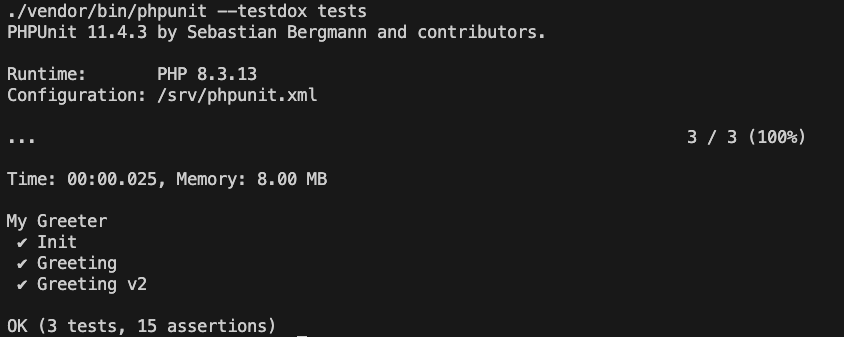 ./vendor/bin/phpunit --testdox tests
PHPUnit 11.4.3 by Sebastian Bergmann and contributors.
Runtime:       PHP 8.3.13
Configuration: /srv/phpunit.xml
...                                                                 3 / 3 (100%)
Time: 00:00.025, Memory: 8.00 MB
My Greeter
 ✔ Init
 ✔ Greeting
 ✔ Greeting v2
OK (3 tests, 15 assertions)